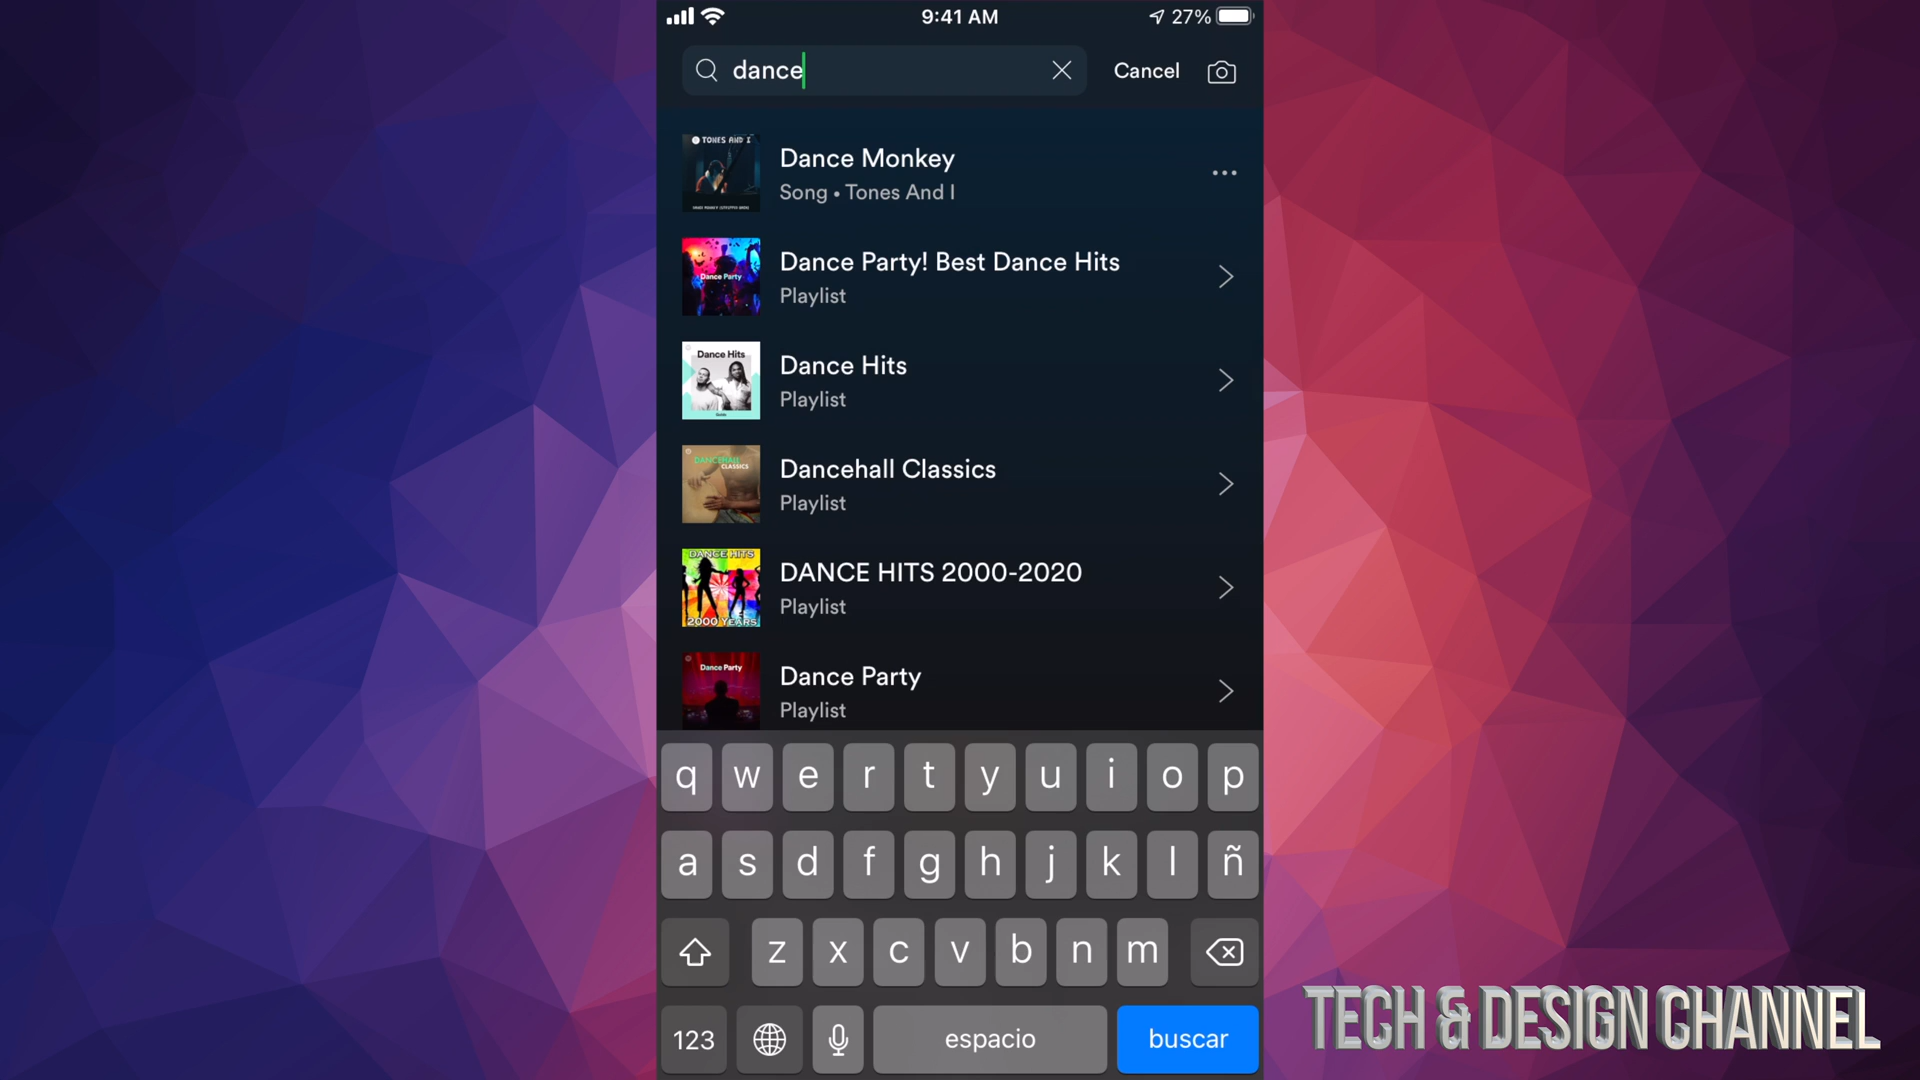 9:41 AM
27%
dance
Cancel
TONES AND I
Dance Monkey
Song • Tones And I
Dance Party
Dance Party! Best Dance Hits
Playlist
Dance Hits
Dance Hits
Playlist
DANCEHALL
CLASSICS
Dancehall Classics
Playlist
DANCE HITS
2000 YEARS
DANCE HITS 2000-2020
Playlist
Dance Party
Dance Party
Playlist
q w e r t y u i o p
a s d f g h j k l ñ
z x c v b n m
123 espacio buscar
TECH & DESIGN CHANNEL